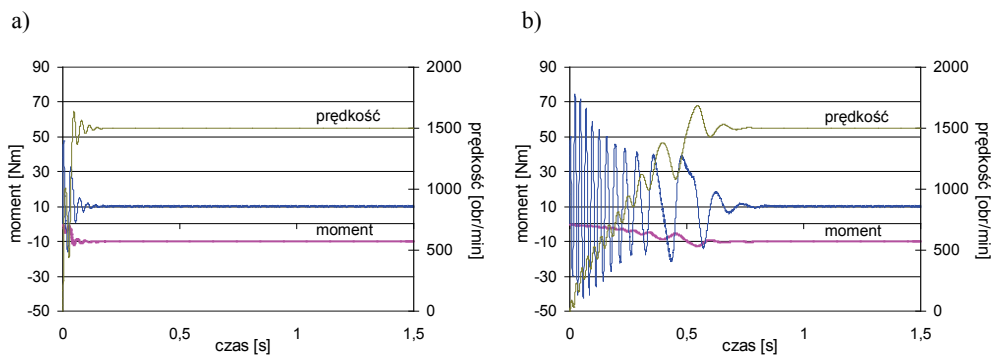 a)
90
70
50
30
10
-10
-30
-50
moment [Nm]
2000
1500
1000
500
0
prędkość [obr/min]
prędkość
moment
0
0,5
1
1,5
czas [s]
b)
90
70
50
30
10
-10
-30
-50
moment [Nm]
2000
1500
1000
500
0
prędkość [obr/min]
prędkość
moment
0
0,5
1
1,5
czas [s]